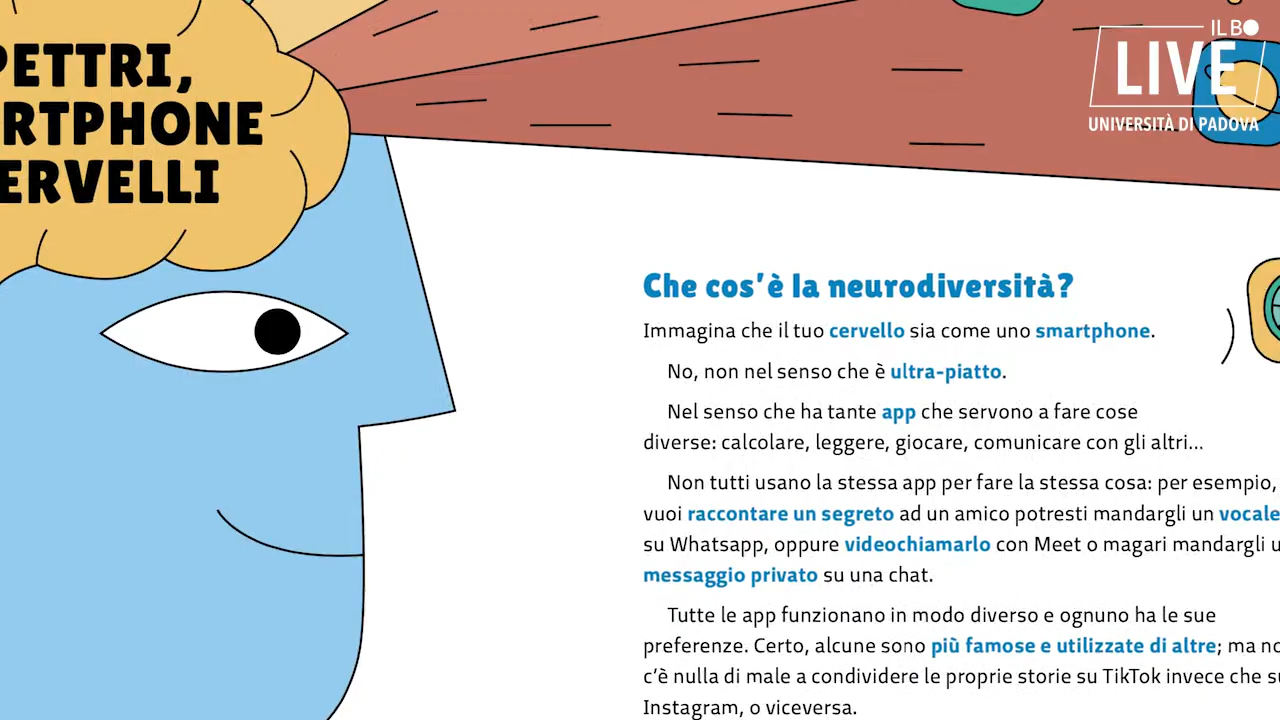 PETTRI,
RTPHONE
ERVELLI
IL BO
LIVE
UNIVERSITÀ DI PADOVA
Che cos'è la neurodiversità?
Immagina che il tuo cervello sia come uno smartphone.
No, non nel senso che è ultra-piatto.
Nel senso che ha tante app che servono a fare cose
diverse: calcolare, leggere, giocare, comunicare con gli altri...
Non tutti usano la stessa app per fare la stessa cosa: per esempio,
vuoi raccontare un segreto ad un amico potresti mandargli un vocale
su Whatsapp, oppure videochiamarlo con Meet o magari mandargli u
messaggio privato su una chat.
Tutte le app funzionano in modo diverso e ognuno ha le sue
preferenze. Certo, alcune sono più famose e utilizzate di altre; ma no
c'è nulla di male a condividere le proprie storie su TikTok invece che su
Instagram, o viceversa.